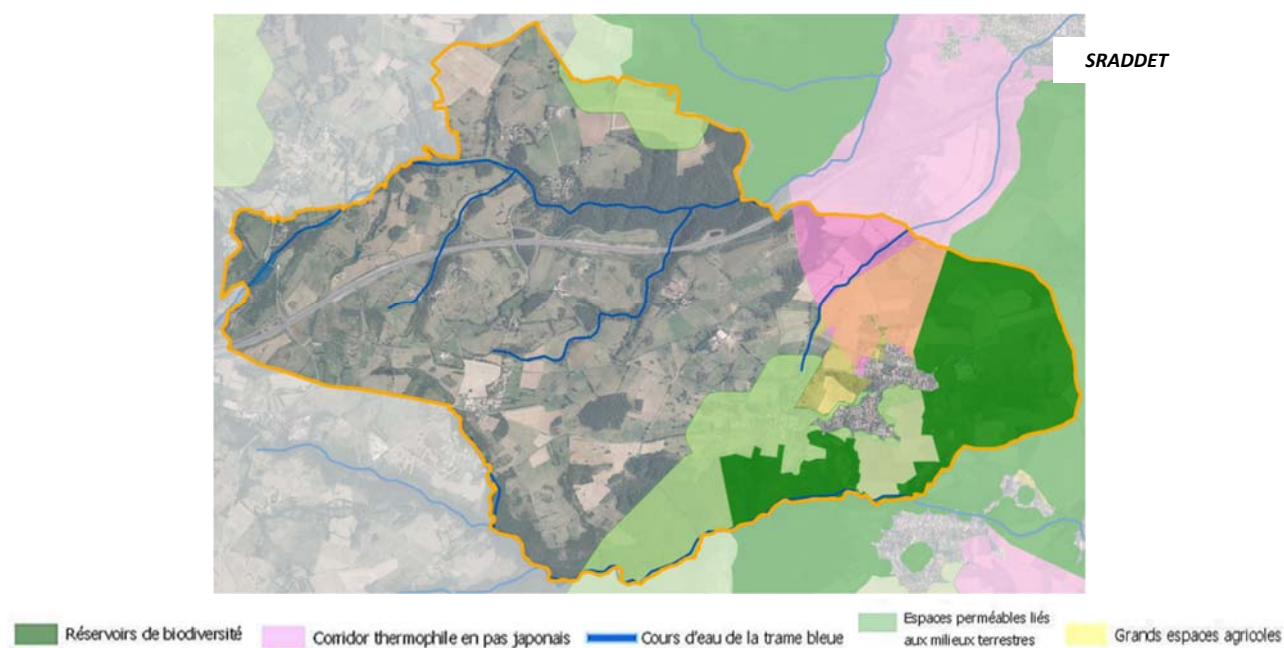 SRADDET
Réservoirs de biodiversité
Corridor thermophile en pas japonais
Cours d'eau de la trame bleue
Espaces perméables liés
aux milieux terrestres
Grands espaces agricoles